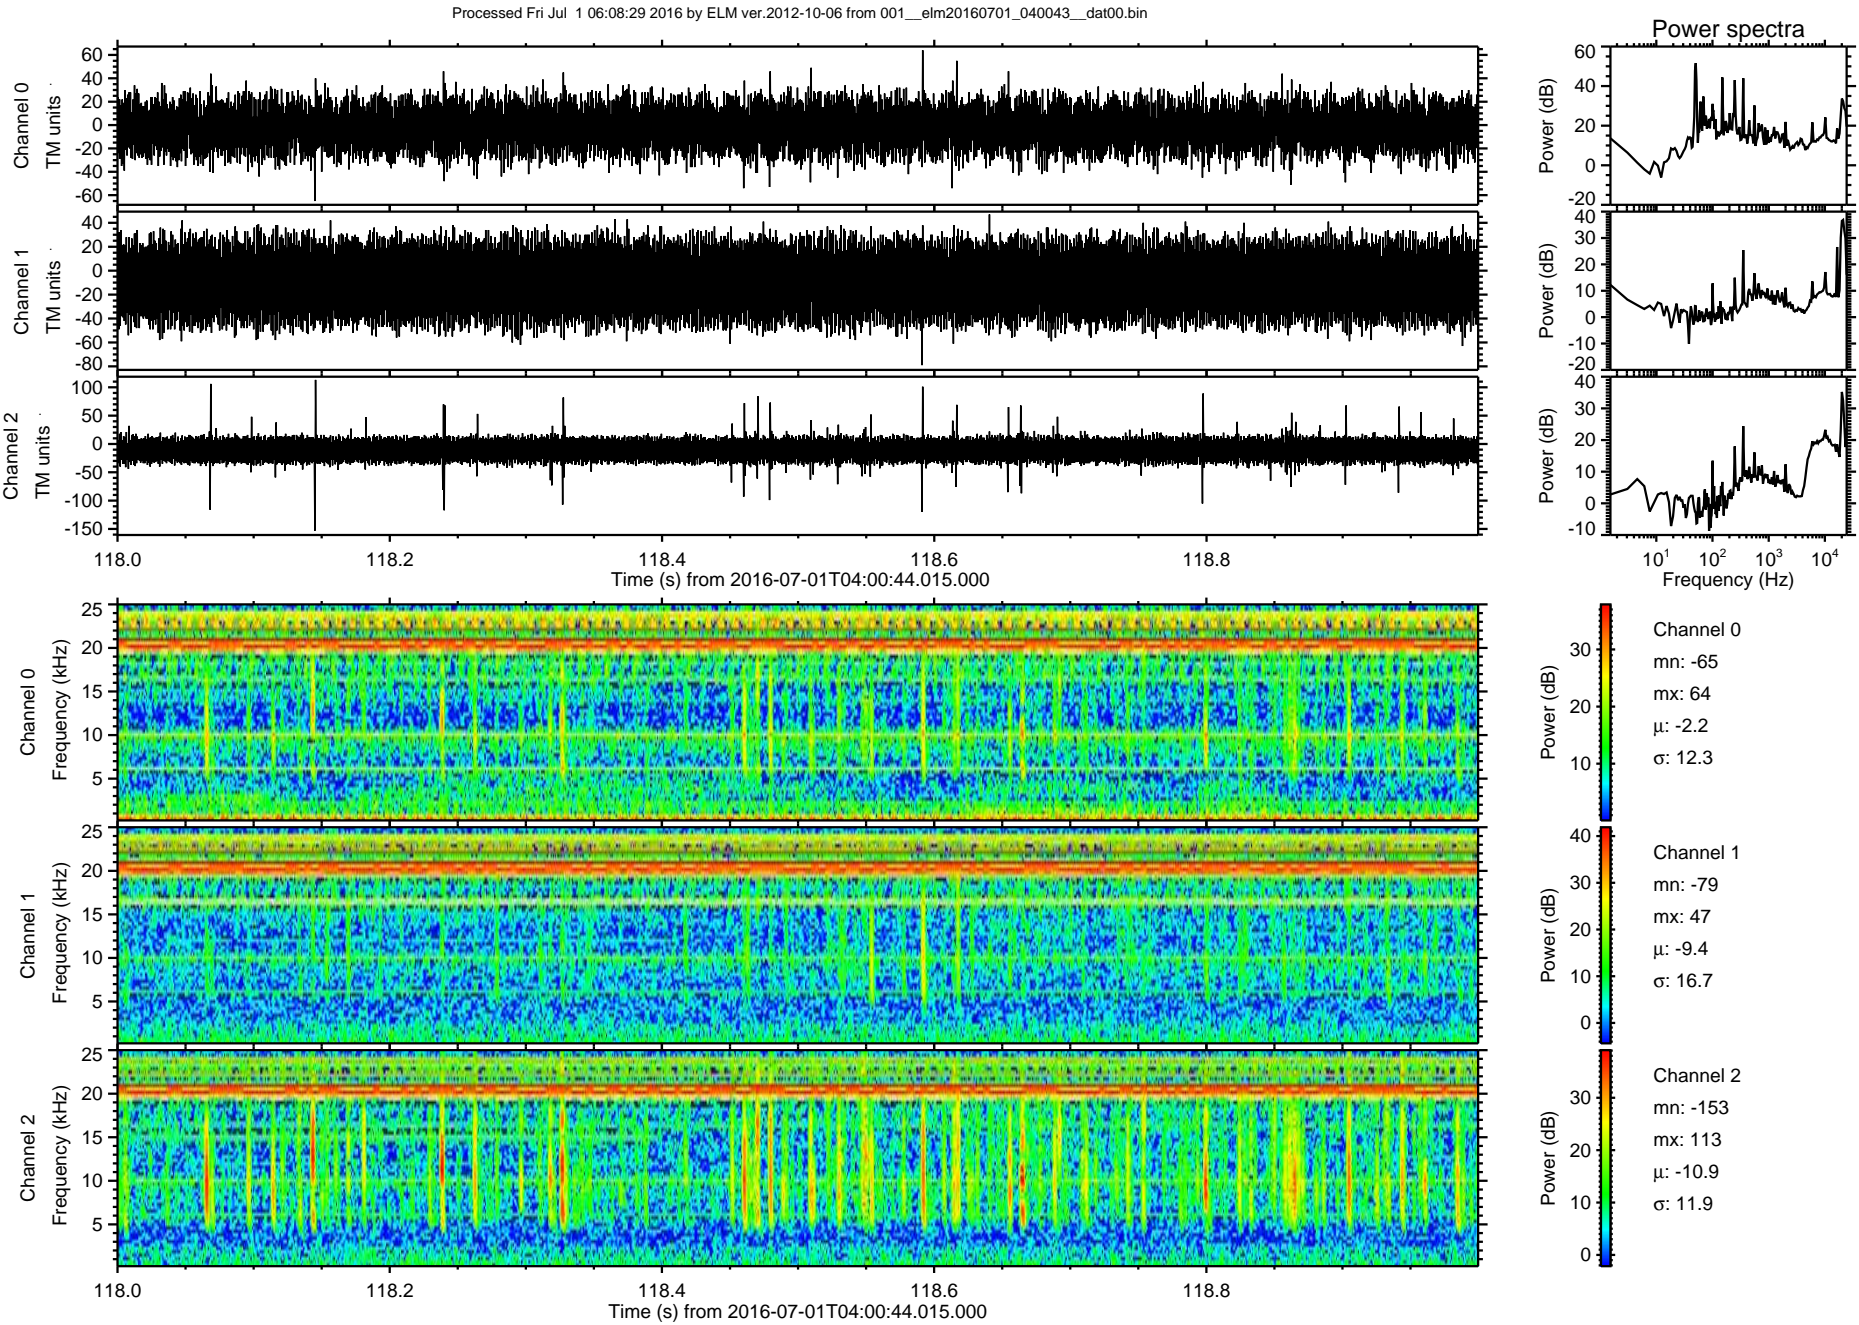 Processed Fri Jul  1 06:08:29 2016 by ELM ver.2012-10-06 from 001__elm20160701_040043__dat00.bin
Power spectra
Channel 0
TM units
60
40
20
0
-20
-40
-60
Power (dB)
60
40
20
0
-20
Channel 1
TM units
40
20
0
-20
-40
-60
-80
Power (dB)
40
30
20
10
0
-10
-20
Channel 2
TM units
100
50
0
-50
-100
-150
Power (dB)
40
30
20
10
0
-10
118.0 118.2 118.4 118.6 118.8
Time (s) from 2016-07-01T04:00:44.015.000
10^1 10^2 10^3 10^4
Frequency (Hz)
Channel 0
Frequency (kHz)
25
20
15
10
5
Power (dB)
30
20
10
Channel 0
mn: -65
mx: 64
μ: -2.2
σ: 12.3
Channel 1
Frequency (kHz)
25
20
15
10
5
Power (dB)
40
30
20
10
0
Channel 1
mn: -79
mx: 47
μ: -9.4
σ: 16.7
Channel 2
Frequency (kHz)
25
20
15
10
5
Power (dB)
30
20
10
0
Channel 2
mn: -153
mx: 113
μ: -10.9
σ: 11.9
118.0 118.2 118.4 118.6 118.8
Time (s) from 2016-07-01T04:00:44.015.000